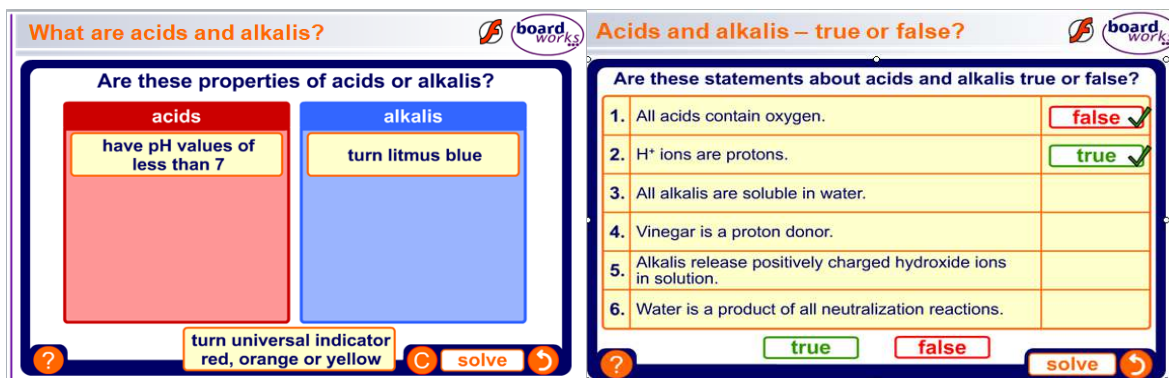 What are acids and alkalis?
board
works
Are these properties of acids or alkalis?
acids
alkalis
have pH values of
less than 7
turn litmus blue
turn universal indicator
red, orange or yellow
?
C
solve
Acids and alkalis – true or false?
board
works
Are these statements about acids and alkalis true or false?
1. All acids contain oxygen. false
2. H⁺ ions are protons. true
3. All alkalis are soluble in water.
4. Vinegar is a proton donor.
5. Alkalis release positively charged hydroxide ions
in solution.
6. Water is a product of all neutralization reactions.
true false
?
solve